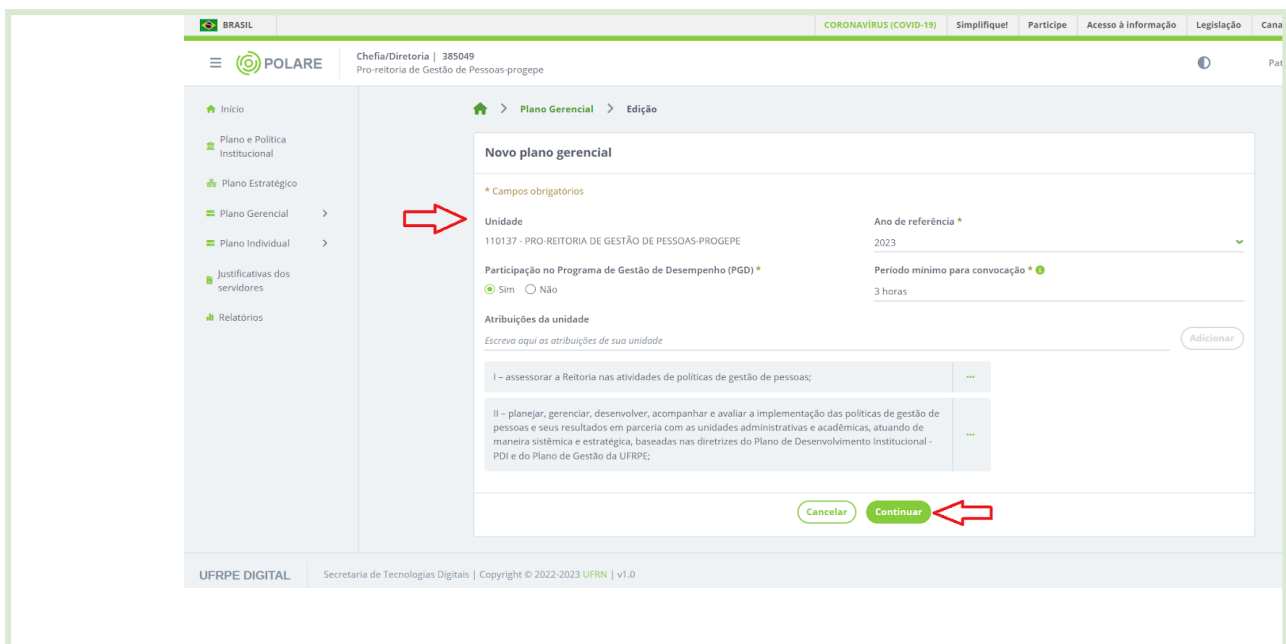 BRASIL
CORONAVÍRUS (COVID-19) Simplifique! Participe Acesso à informação Legislação Cana
POLARE
Chefia/Diretoria | 385049
Pro-reitoria de Gestão de Pessoas-progepe
Pat
Início
Plano e Política
Institucional
Plano Estratégico
Plano Gerencial
Plano Individual
Justificativas dos
servidores
Relatórios
Plano Gerencial > Edição
Novo plano gerencial
* Campos obrigatórios
Unidade
110137 - PRO-REITORIA DE GESTÃO DE PESSOAS-PROGEPE
Ano de referência *
2023
Participação no Programa de Gestão de Desempenho (PGD) *
Sim Não
Período mínimo para convocação *
3 horas
Atribuições da unidade
Escreva aqui as atribuições de sua unidade
Adicionar
I – assessorar a Reitoria nas atividades de políticas de gestão de pessoas;
II – planejar, gerenciar, desenvolver, acompanhar e avaliar a implementação das políticas de gestão de
pessoas e seus resultados em parceria com as unidades administrativas e acadêmicas, atuando de
maneira sistêmica e estratégica, baseadas nas diretrizes do Plano de Desenvolvimento Institucional -
PDI e do Plano de Gestão da UFRPE;
Cancelar Continuar
UFRPE DIGITAL Secretaria de Tecnologias Digitais | Copyright © 2022-2023 UFRN | v1.0